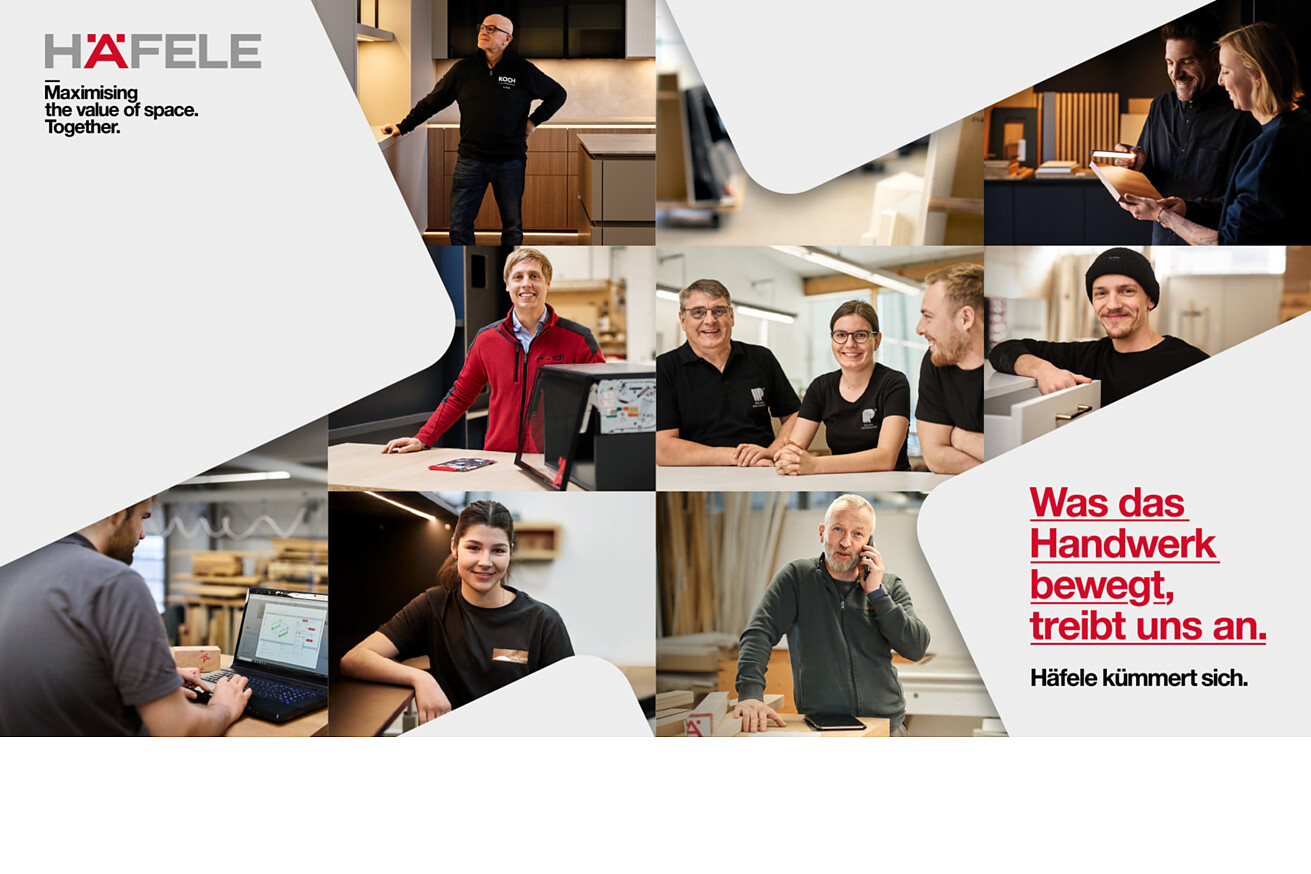 HÄFELE
Maximising
the value of space.
Together.
KOCH
Was das
Handwerk
bewegt,
treibt uns an.
Häfele kümmert sich.